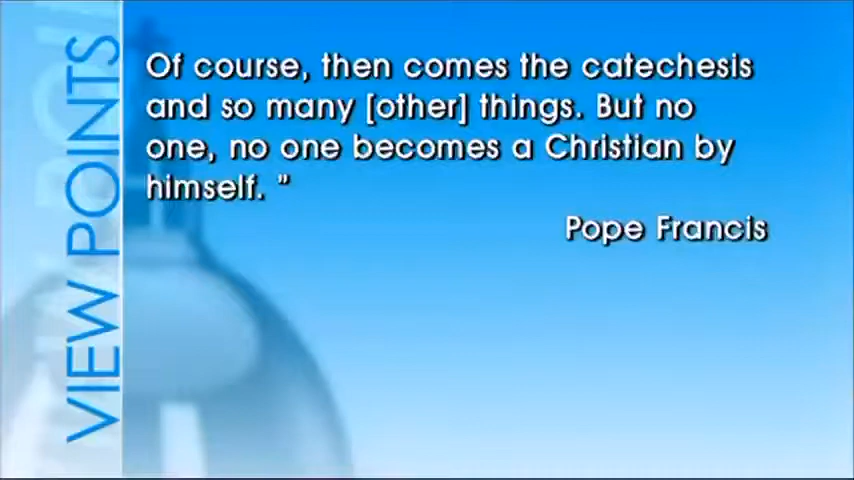 VIEW POINTS
Of course, then comes the catechesis
and so many [other] things. But no
one, no one becomes a Christian by
himself. "
Pope Francis